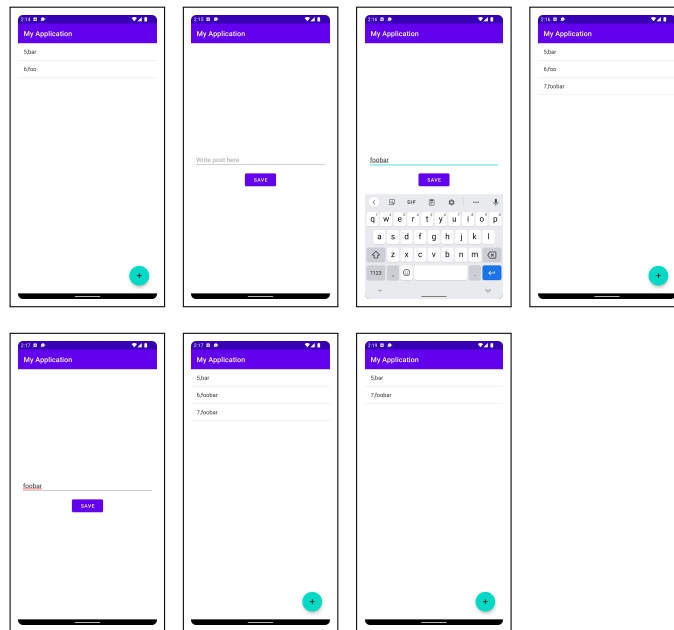 2:14
My Application
5,bar
6,foo
+
2:15
My Application
Write post here
SAVE
2:16
My Application
foobar
SAVE
GIF
q w e r t y u i o p
a s d f g h j k l
z x c v b n m
?123 , .
2:16
My Application
5,bar
6,foo
7,foobar
+
2:17
My Application
foobar
SAVE
2:17
My Application
5,bar
6,foobar
7,foobar
+
2:19
My Application
5,bar
7,foobar
+